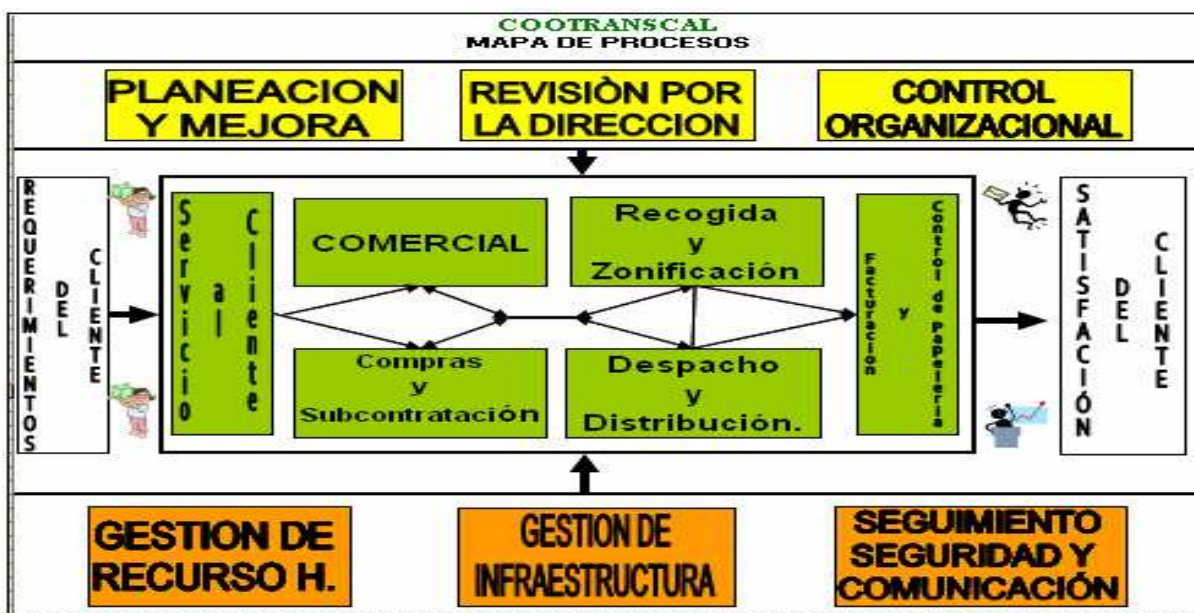 COOTRANSCAL
MAPA DE PROCESOS
PLANEACION
Y MEJORA
REVISIÒN POR
LA DIRECCION
CONTROL
ORGANIZACIONAL
REQUERIMIENTOS
DEL
CLIENTE
Servicio
al
Cliente
COMERCIAL
Compras
y
Subcontratación
Recogida
y
Zonificación
Despacho
y
Distribución.
Facturacion
y
Control de Papeleria
SATISFACIÓN
DEL
CLIENTE
GESTION DE
RECURSO H.
GESTION DE
INFRAESTRUCTURA
SEGUIMIENTO
SEGURIDAD Y
COMUNICACIÓN